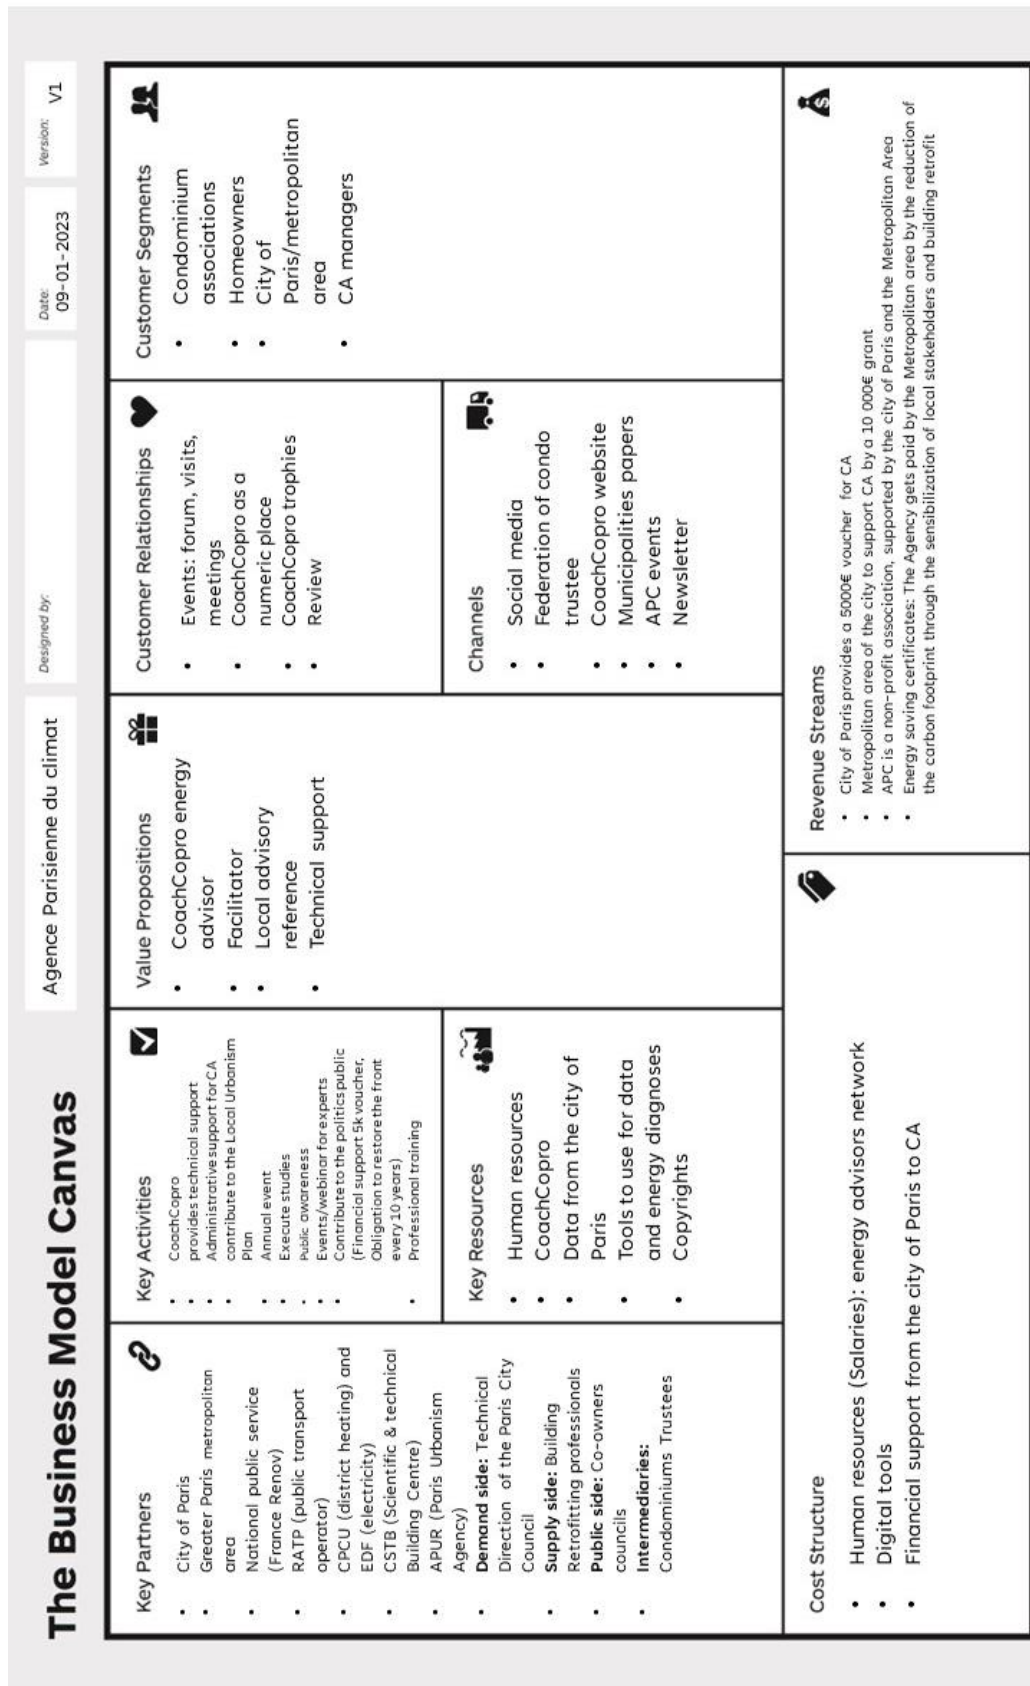 The Business Model Canvas
Agence Parisienne du climat
Designed by:
Date:
09-01-2023
Version:
V1
Key Partners
• City of Paris
• Greater Paris metropolitan
area
• National public service
(France Renov)
• RATP (public transport
operator)
• CPCU (district heating) and
EDF (electricity)
• CSTB (Scientific & technical
Building Centre)
• APUR (Paris Urbanism
Agency)
• Demand side: Technical
Direction of the Paris City
Council
• Supply side: Building
Retrofitting professionals
• Public side: Co-owners
councils
• Intermediaries:
Condominiums Trustees
Key Activities
• CoachCopro
• provides technical support
• Administrative support for CA
• contribute to the Local Urbanism
Plan
• Annual event
• Execute studies
• Public awareness
• Events/webinar for experts
• Contribute to the politics public
(Financial support 5k voucher,
Obligation to restore the front
every 10 years)
• Professional training
Key Resources
• Human resources
• CoachCopro
• Data from the city of
Paris
• Tools to use for data
and energy diagnoses
• Copyrights
Value Propositions
• CoachCopro energy
advisor
• Facilitator
• Local advisory
reference
• Technical support
Customer Relationships
• Events: forum, visits,
meetings
• CoachCopro as a
numeric place
• CoachCopro trophies
• Review
Channels
• Social media
• Federation of condo
trustee
• CoachCopro website
• Municipalities papers
• APC events
• Newsletter
Customer Segments
• Condominium
associations
• Homeowners
• City of
Paris/metropolitan
area
• CA managers
Cost Structure
• Human resources (Salaries): energy advisors network
• Digital tools
• Financial support from the city of Paris to CA
Revenue Streams
• City of Paris provides a 5000€ voucher for CA
• Metropolitan area of the city to support CA by a 10 000€ grant
• APC is a non-profit association, supported by the city of Paris and the Metropolitan Area
• Energy saving certificates: The Agency gets paid by the Metropolitan area by the reduction of
the carbon footprint through the sensibilization of local stakeholders and building retrofit